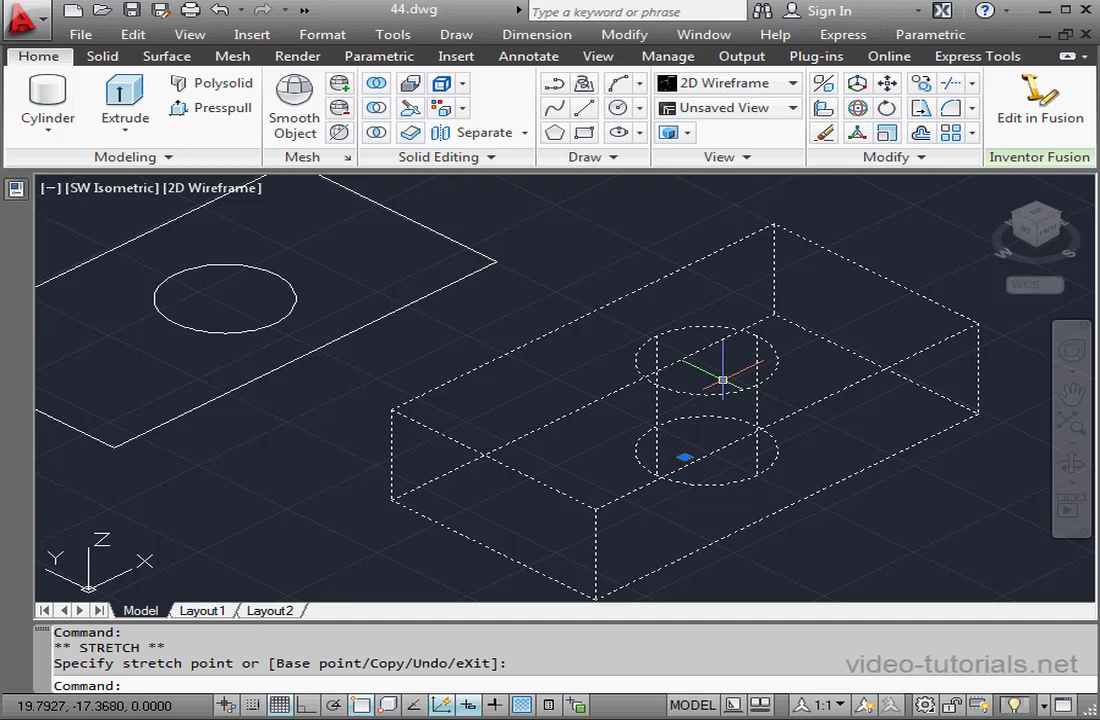 44.dwg
Type a keyword or phrase
Sign In
File Edit View Insert Format Tools Draw Dimension Modify Window Help Express Parametric
Home Solid Surface Mesh Render Parametric Insert Annotate View Manage Output Plug-ins Online Express Tools
Polysolid
2D Wireframe
Presspull
Unsaved View
Cylinder Extrude Smooth Object
Separate
Edit in Fusion
Modeling Mesh Solid Editing Draw View Modify Inventor Fusion
[−] [SW Isometric] [2D Wireframe]
W S
WCS
Z
Y X
Model Layout1 Layout2
Command:
** STRETCH **
Specify stretch point or [Base point/Copy/Undo/eXit]:
video-tutorials.net
Command:
19.7927, -17.3680, 0.0000
MODEL
1:1